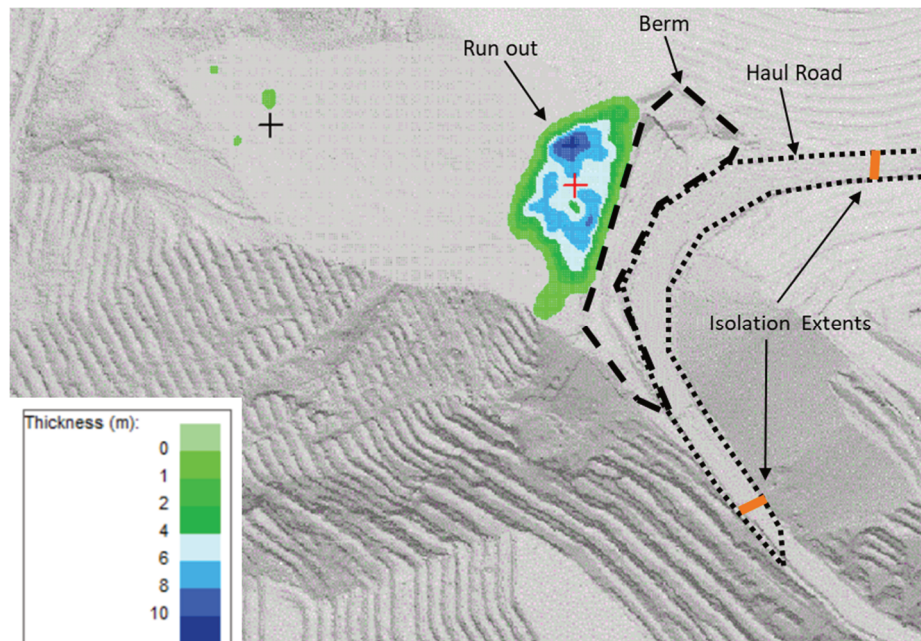 Berm
Run out
Haul Road
Isolation Extents
Thickness (m):
0
1
2
4
6
8
10